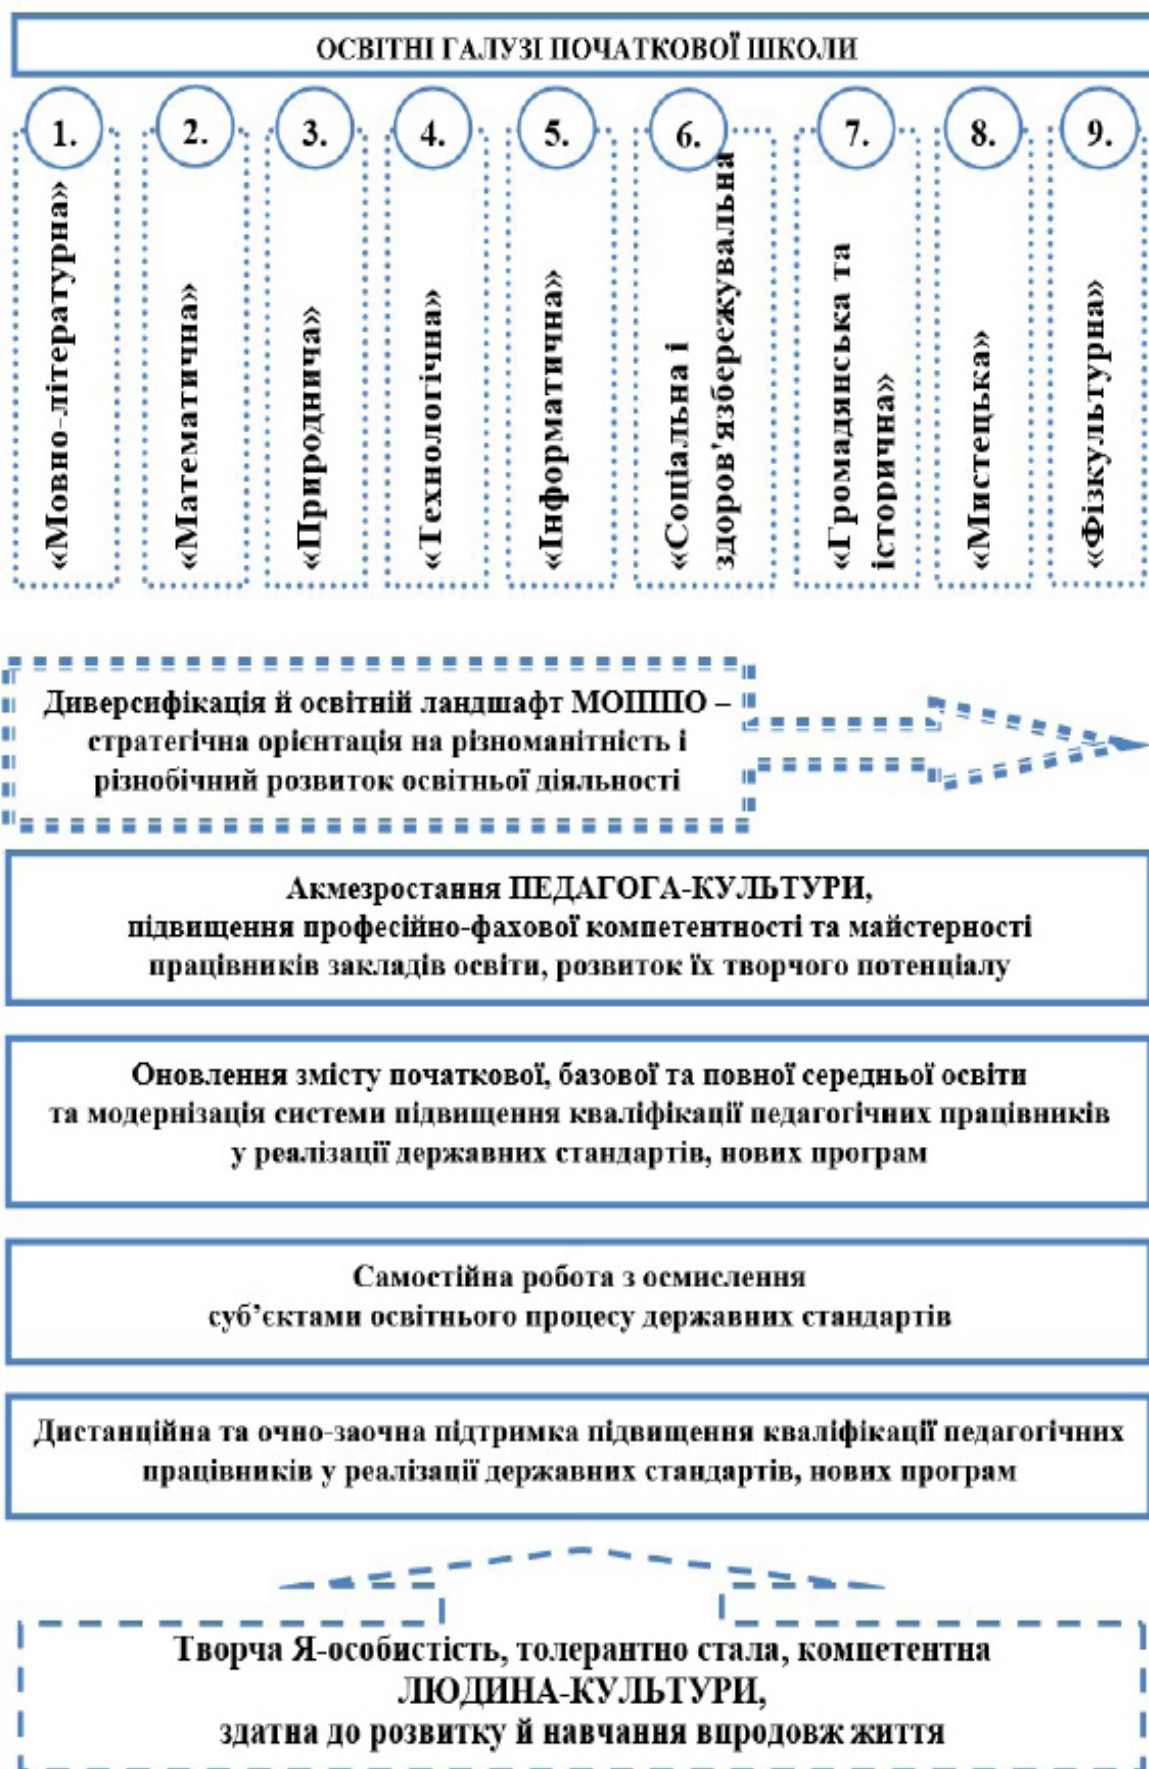 ОСВІТНІ ГАЛУЗІ ПОЧАТКОВОЇ ШКОЛИ
1.
«Мовно-літературна»
2.
«Математична»
3.
«Природнича»
4.
«Технологічна»
5.
«Інформатична»
6.
«Соціальна і
здоров'язбережувальна
7.
«Громадянська та
історична»
8.
«Мистецька»
9.
«Фізкультурна»
Диверсифікація й освітній ландшафт МОІППО –
стратегічна орієнтація на різноманітність і
різнобічний розвиток освітньої діяльності
Акмезростання ПЕДАГОГА-КУЛЬТУРИ,
підвищення професійно-фахової компетентності та майстерності
працівників закладів освіти, розвиток їх творчого потенціалу
Оновлення змісту початкової, базової та повної середньої освіти
та модернізація системи підвищення кваліфікації педагогічних працівників
у реалізації державних стандартів, нових програм
Самостійна робота з осмислення
суб’єктами освітнього процесу державних стандартів
Дистанційна та очно-заочна підтримка підвищення кваліфікації педагогічних
працівників у реалізації державних стандартів, нових програм
Творча Я-особистість, толерантно стала, компетентна
ЛЮДИНА-КУЛЬТУРИ,
здатна до розвитку й навчання впродовж життя